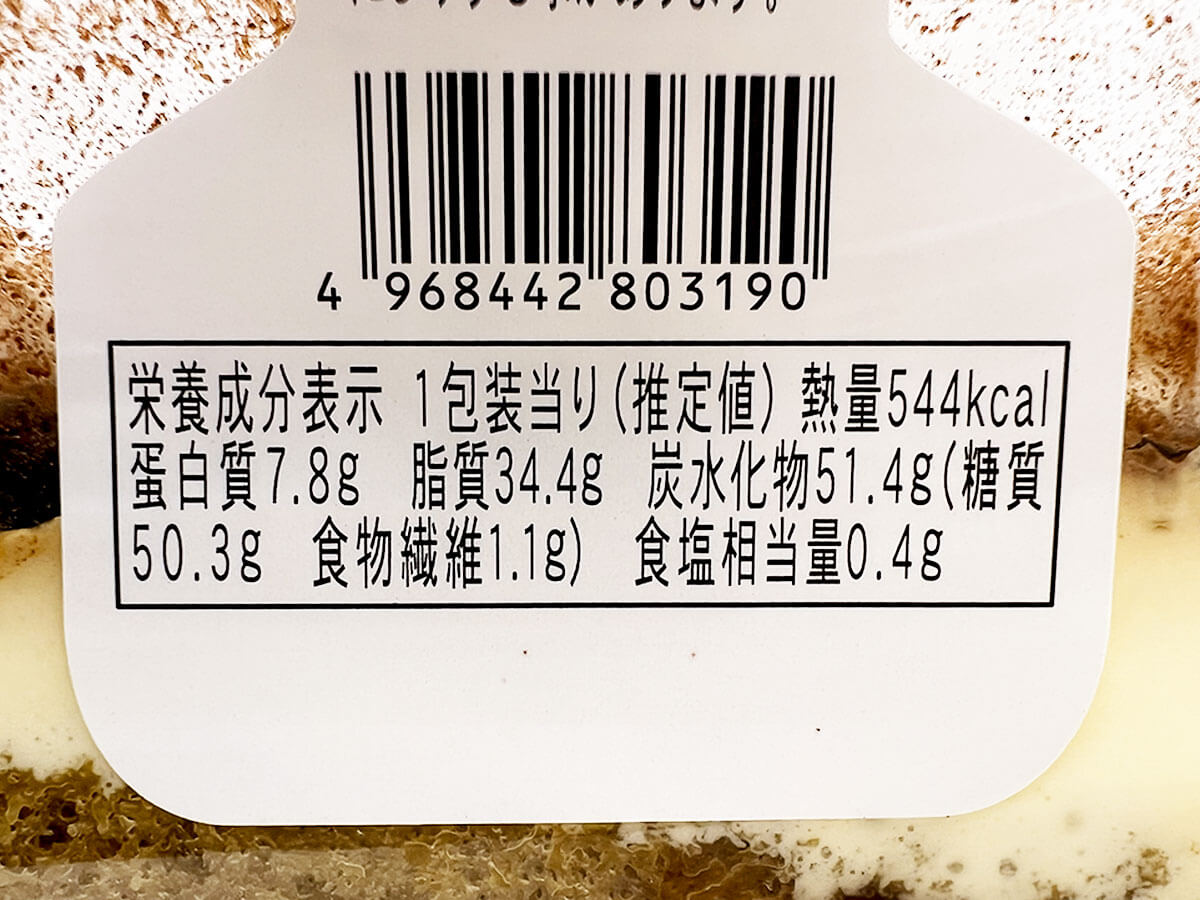 4 968442 803190
栄養成分表示 1包装当り(推定値) 熱量544kcal
蛋白質7.8g 脂質34.4g 炭水化物51.4g(糖質
50.3g 食物繊維1.1g) 食塩相当量0.4g